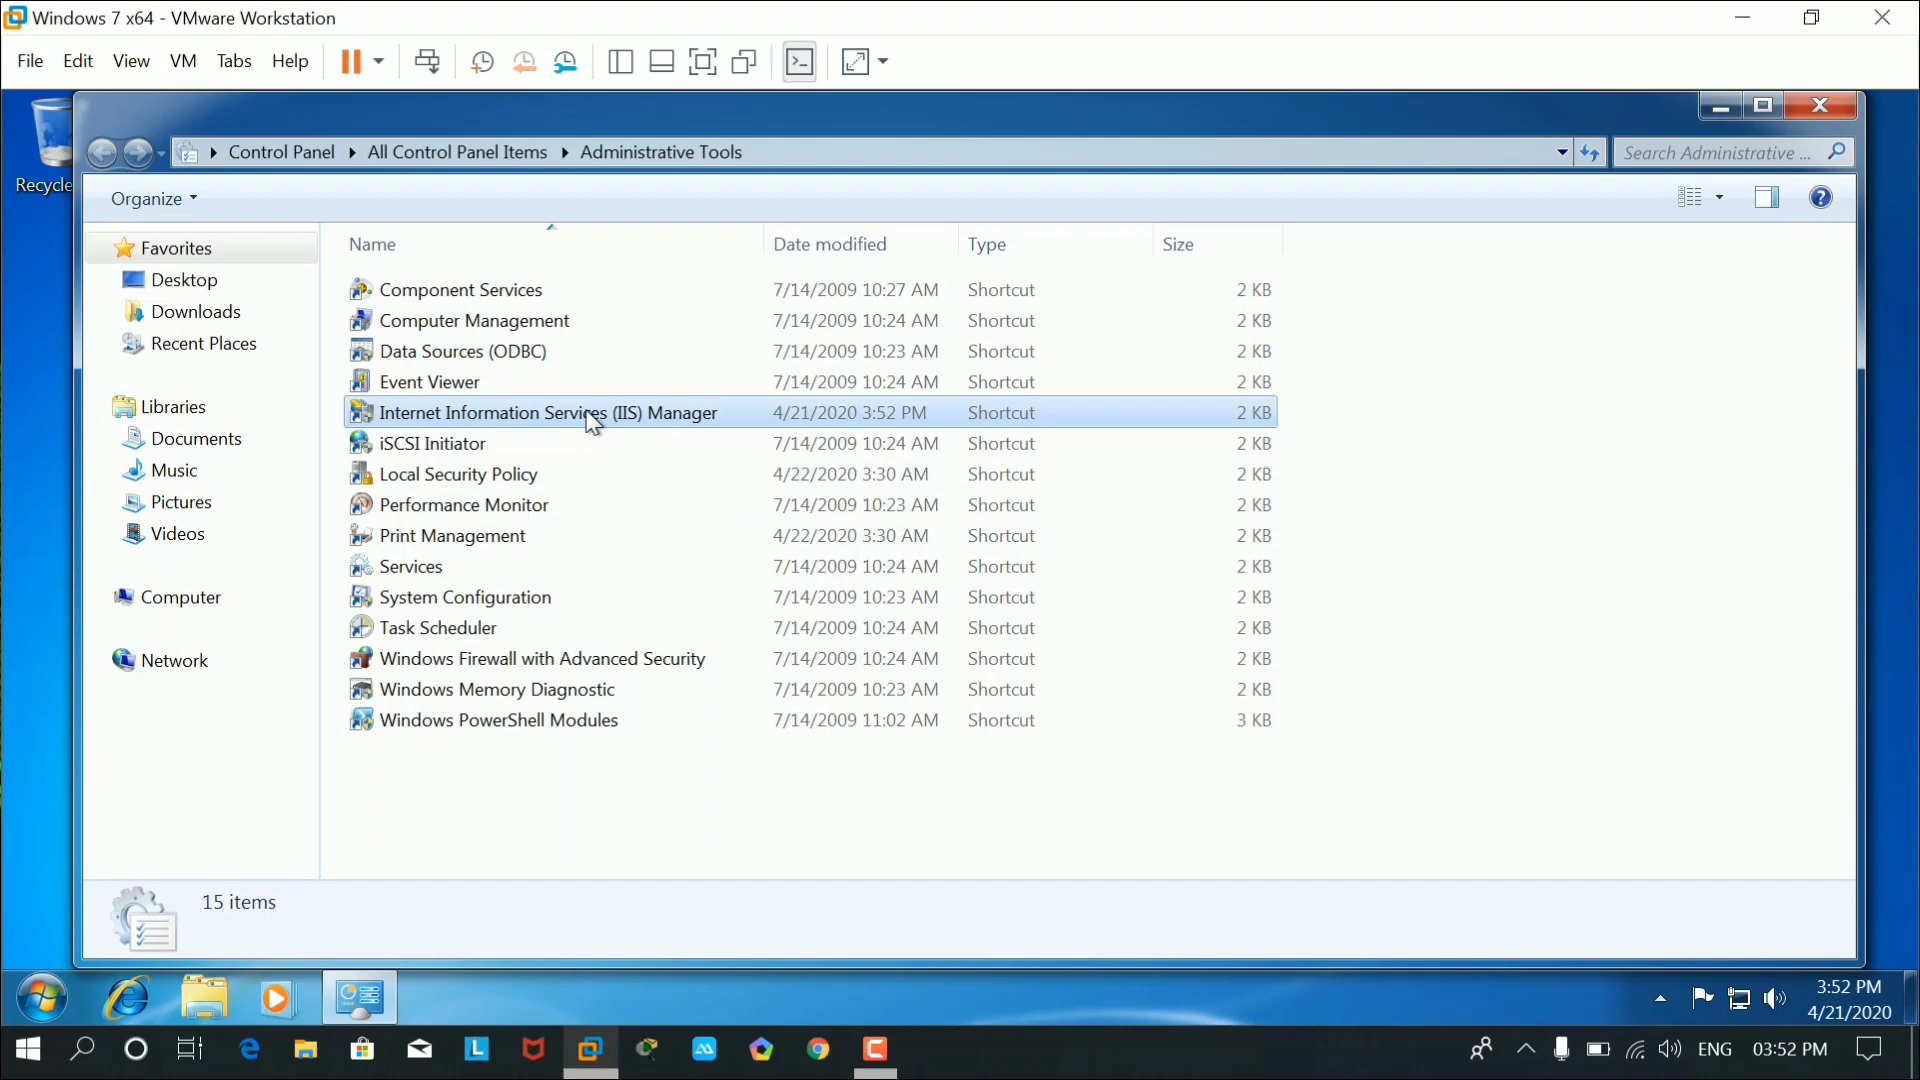 Windows 7 x64 - VMware Workstation
File Edit View VM Tabs Help
Recycle
Control Panel All Control Panel Items Administrative Tools
Search Administrative ...
Organize
Name Date modified Type Size
Favorites
Desktop
Downloads
Recent Places
Libraries
Documents
Music
Pictures
Videos
Computer
Network
Component Services 7/14/2009 10:27 AM Shortcut 2 KB
Computer Management 7/14/2009 10:24 AM Shortcut 2 KB
Data Sources (ODBC) 7/14/2009 10:23 AM Shortcut 2 KB
Event Viewer 7/14/2009 10:24 AM Shortcut 2 KB
Internet Information Services (IIS) Manager 4/21/2020 3:52 PM Shortcut 2 KB
iSCSI Initiator 7/14/2009 10:24 AM Shortcut 2 KB
Local Security Policy 4/22/2020 3:30 AM Shortcut 2 KB
Performance Monitor 7/14/2009 10:23 AM Shortcut 2 KB
Print Management 4/22/2020 3:30 AM Shortcut 2 KB
Services 7/14/2009 10:24 AM Shortcut 2 KB
System Configuration 7/14/2009 10:23 AM Shortcut 2 KB
Task Scheduler 7/14/2009 10:24 AM Shortcut 2 KB
Windows Firewall with Advanced Security 7/14/2009 10:24 AM Shortcut 2 KB
Windows Memory Diagnostic 7/14/2009 10:23 AM Shortcut 2 KB
Windows PowerShell Modules 7/14/2009 11:02 AM Shortcut 3 KB
15 items
3:52 PM
4/21/2020
ENG 03:52 PM